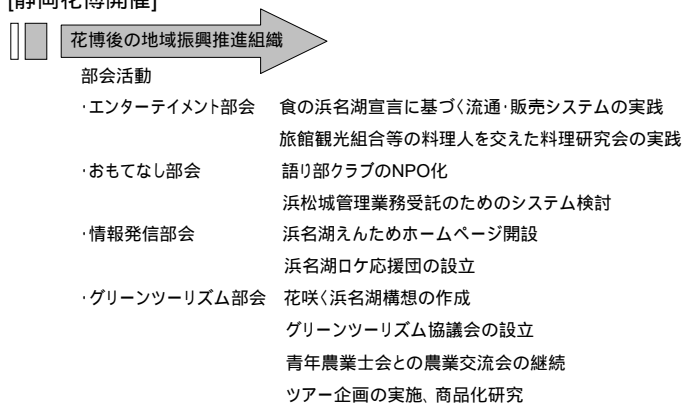 [静岡花博開催]
花博後の地域振興推進組織
部会活動
・エンターテイメント部会　食の浜名湖宣言に基づく流通・販売システムの実践
旅館観光組合等の料理人を交えた料理研究会の実践
・おもてなし部会　語り部クラブのNPO化
浜松城管理業務受託のためのシステム検討
・情報発信部会　浜名湖えんためホームページ開設
浜名湖ロケ応援団の設立
・グリーンツーリズム部会　花咲く浜名湖構想の作成
グリーンツーリズム協議会の設立
青年農業士会との農業交流会の継続
ツアー企画の実施、商品化研究